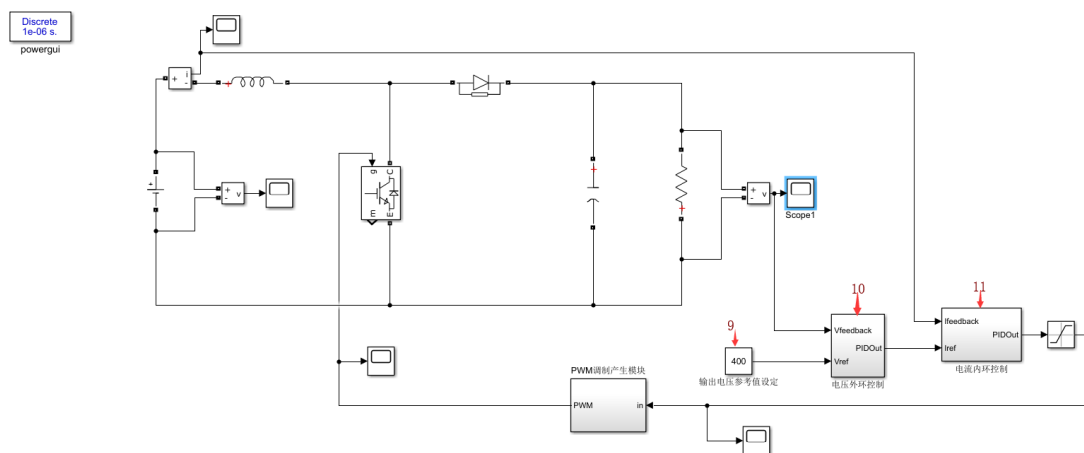 Discrete
1e-06 s.
powergui
i
+
-
+
+
-
v
g
C
m
E
+
+
+
+
-
v
Scope1
9
10
11
400
输出电压参考值设定
Vfeedback
Vref
PIDOut
电压外环控制
Ifeedback
Iref
PIDOut
电流内环控制
PWM调制产生模块
PWM
in